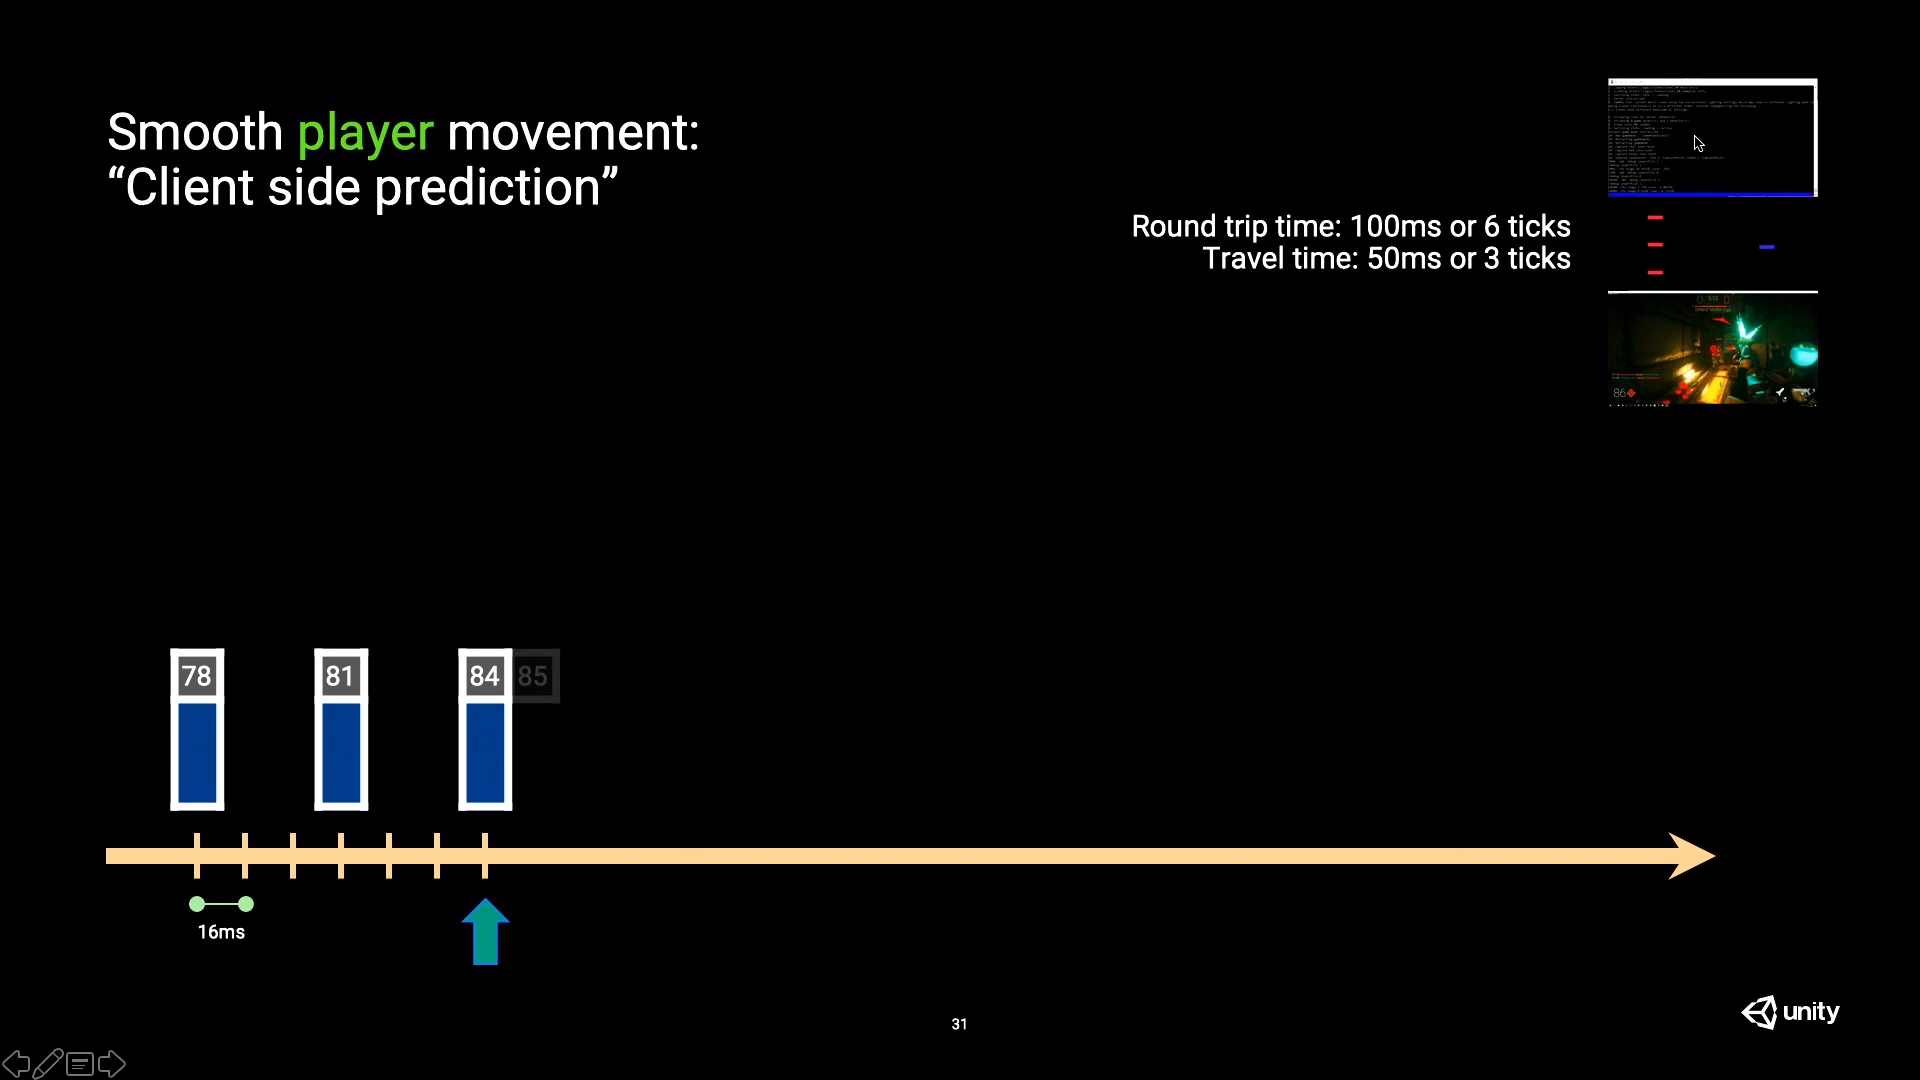 Smooth player movement:
“Client side prediction”
Round trip time: 100ms or 6 ticks
Travel time: 50ms or 3 ticks
86
78
81
84
85
16ms
31
unity